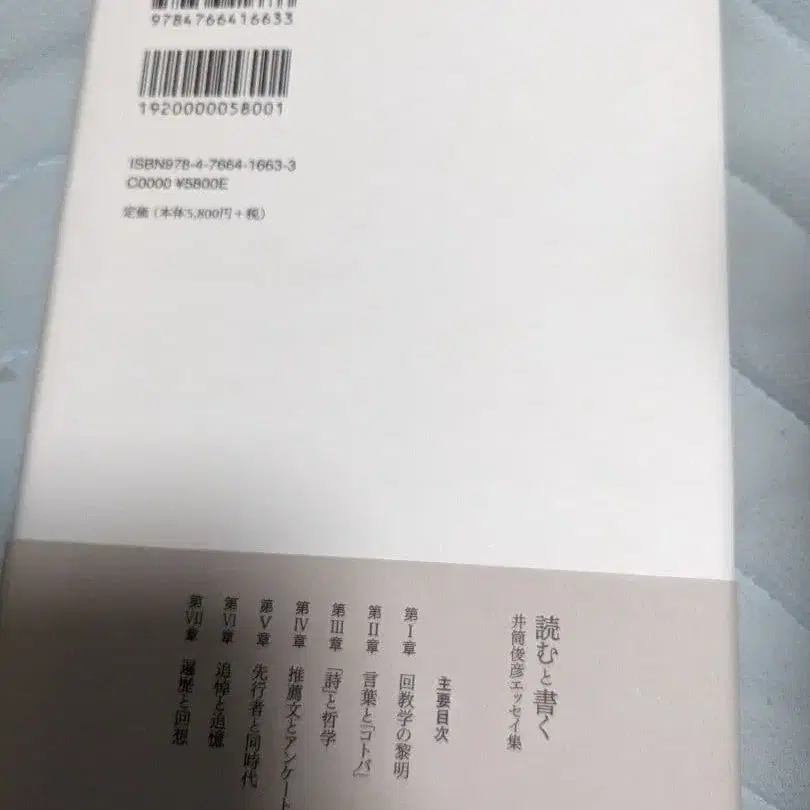 9784766416633
1920000058001
ISBN978-4-7664-1663-3
C0000 ¥5800E
定価（本体5,800円＋税）
読むと書く
井筒俊彦エッセイ集
主要目次
第Ⅰ章 回教学の黎明
第Ⅱ章 言葉と「コトバ」
第Ⅲ章 「詩」と哲学
第Ⅳ章 推薦文とアンケート
第Ⅴ章 先行者と同時代
第Ⅵ章 追悼と追憶
第Ⅶ章 遍歴と回想